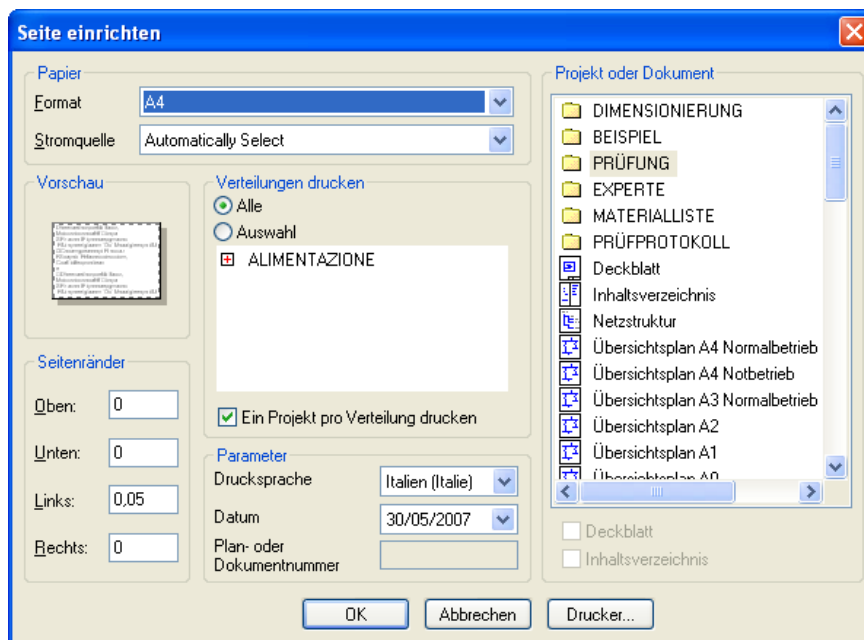 Seite einrichten
Papier
Format
A4
Stromquelle
Automatically Select
Vorschau
Verteilungen drucken
Alle
Auswahl
ALIMENTAZIONE
Ein Projekt pro Verteilung drucken
Seitenränder
Oben:
0
Unten:
0
Links:
0,05
Rechts:
0
Parameter
Drucksprache
Italien (Italie)
Datum
30/05/2007
Plan- oder
Dokumentnummer
Projekt oder Dokument
DIMENSIONIERUNG
BEISPIEL
PRÜFUNG
EXPERTE
MATERIALLISTE
PRÜFPROTOKOLL
Deckblatt
Inhaltsverzeichnis
Netzstruktur
Übersichtsplan A4 Normalbetrieb
Übersichtsplan A4 Notbetrieb
Übersichtsplan A3 Normalbetrieb
Übersichtsplan A2
Übersichtsplan A1
Übersichtsplan A0
Deckblatt
Inhaltsverzeichnis
OK
Abbrechen
Drucker...